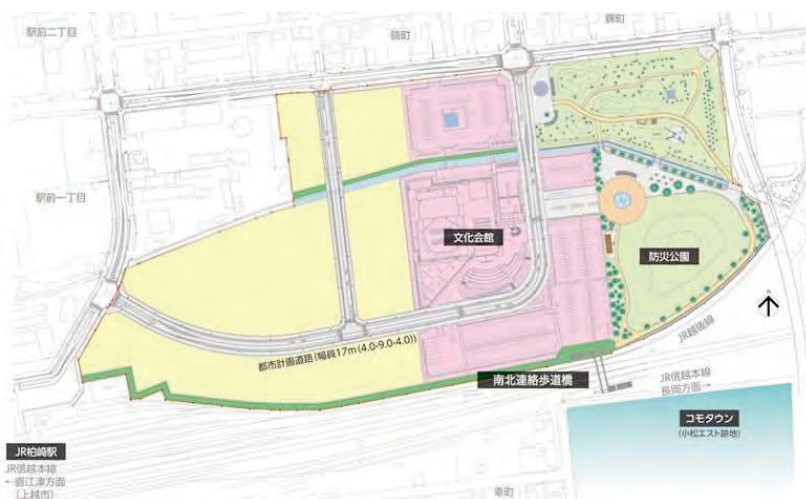 駅前二丁目
錦町
錦町
駅前一丁目
文化会館
防災公園
N
都市計画道路(幅員17m(4.0-9.0-4.0))
JR越後線
南北連絡歩道橋
JR信越本線
長岡方面→
コモタウン
(小松エスト跡地)
JR柏崎駅
JR信越本線
←直江津方面
(上越市)
幸町